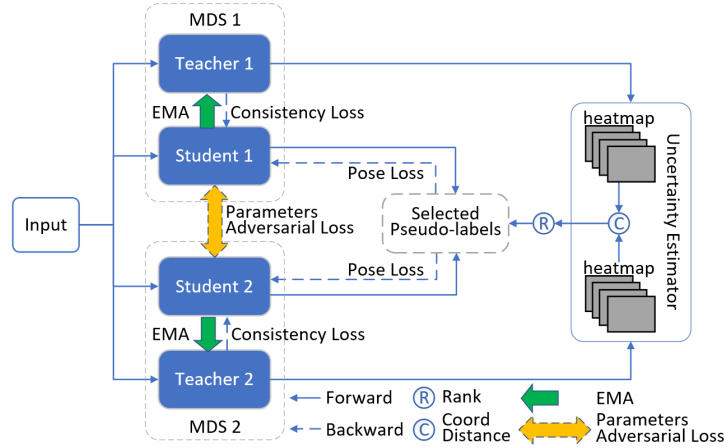 MDS 1
Teacher 1
EMA
Consistency Loss
Student 1
Pose Loss
heatmap
Uncertainty Estimator
Input
Parameters
Adversarial Loss
Selected
Pseudo-labels
R
C
Student 2
Pose Loss
heatmap
EMA
Consistency Loss
Teacher 2
MDS 2
Forward
R Rank
EMA
Backward
C Coord
Distance
Parameters
Adversarial Loss